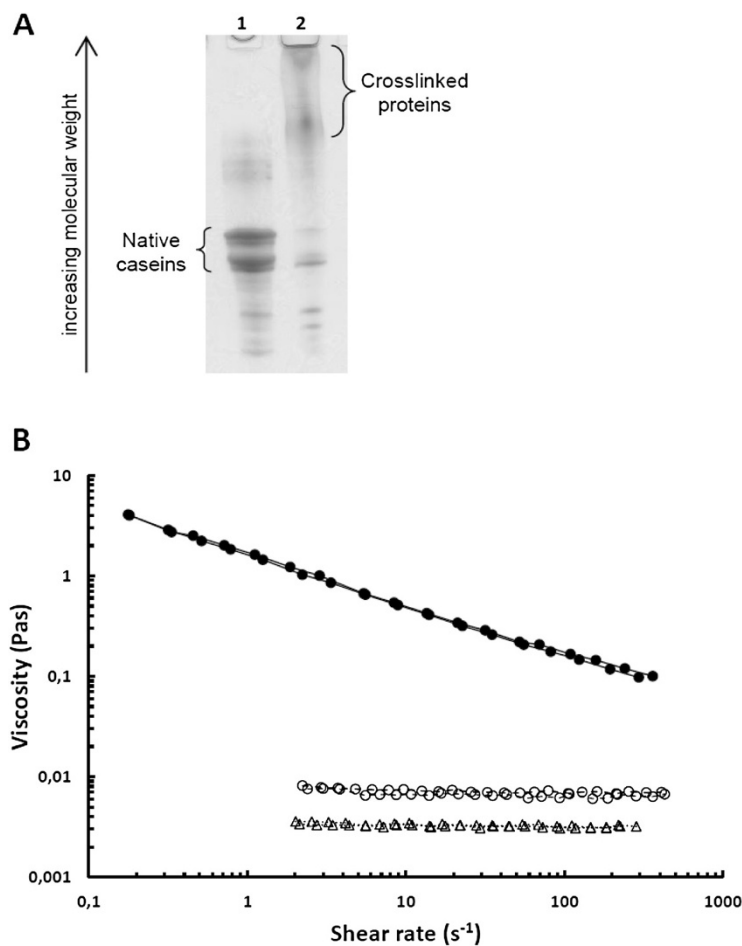 A
1 2
increasing molecular weight
Crosslinked
proteins
Native
caseins
B
10
1
0,1
0,01
0,001
Viscosity (Pas)
0,1 1 10 100 1000
Shear rate (s⁻¹)